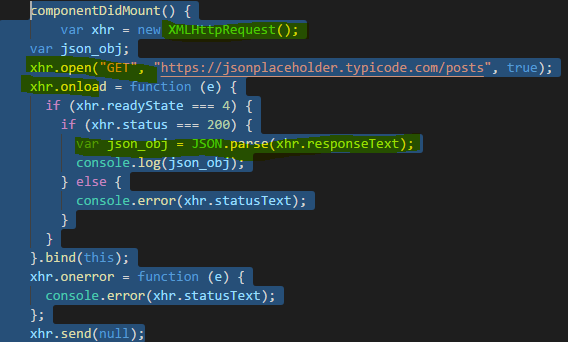 componentDidMount() {
var xhr = new XMLHttpRequest();
var json_obj;
xhr.open("GET", "https://jsonplaceholder.typicode.com/posts", true);
xhr.onload = function (e) {
if (xhr.readyState === 4) {
if (xhr.status === 200) {
var json_obj = JSON.parse(xhr.responseText);
console.log(json_obj);
} else {
console.error(xhr.statusText);
}
}
}.bind(this);
xhr.onerror = function (e) {
console.error(xhr.statusText);
};
xhr.send(null);